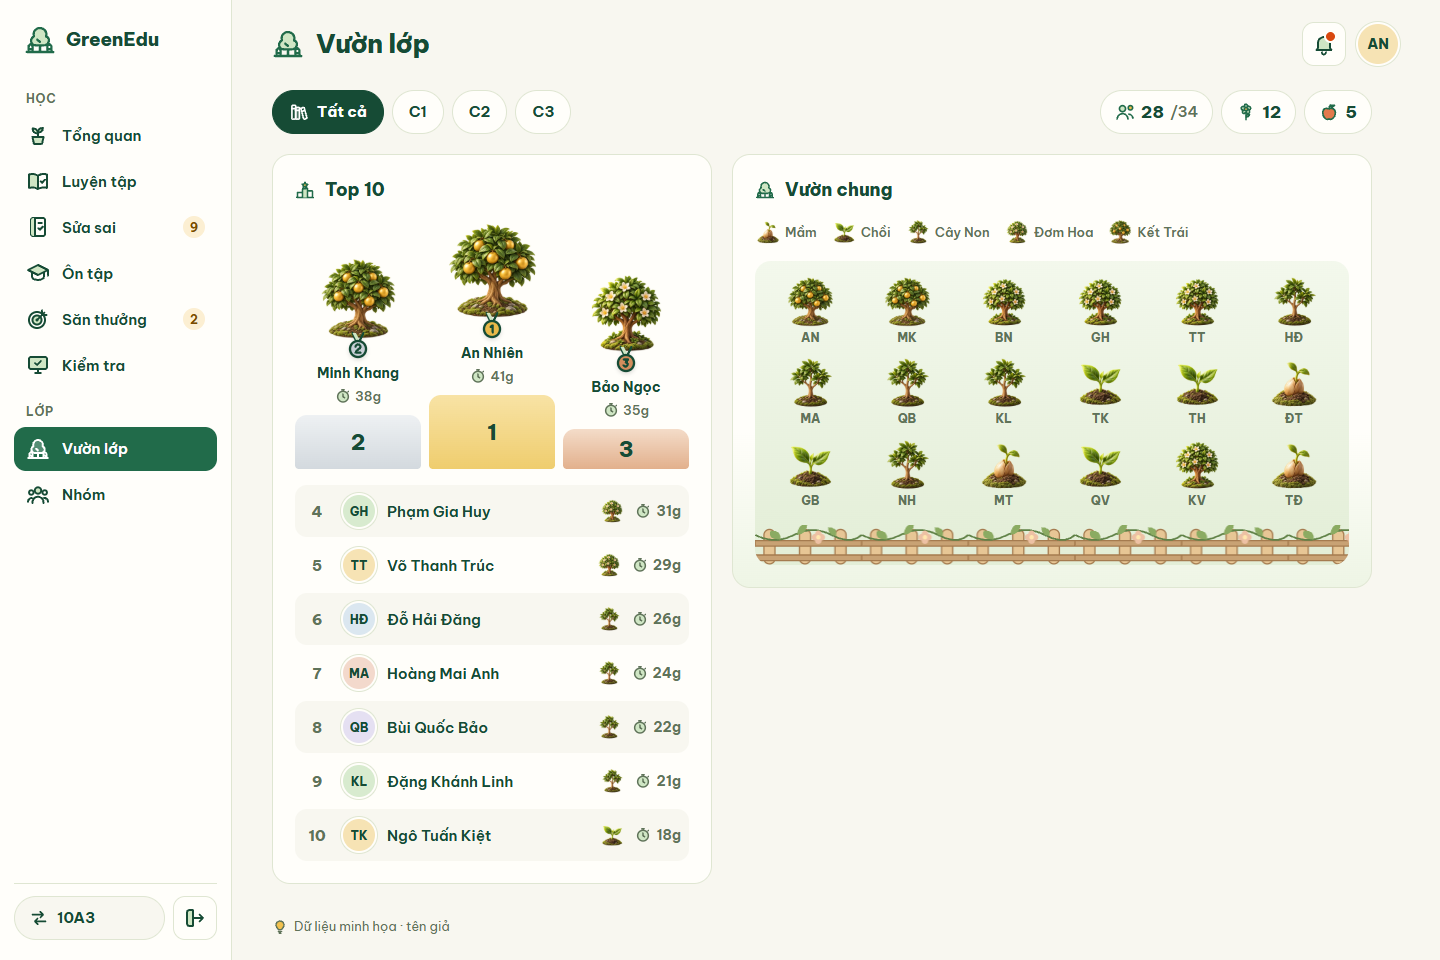 GreenEdu
HỌC
Tổng quan
Luyện tập
Sửa sai 9
Ôn tập
Săn thưởng 2
Kiểm tra
LỚP
Vườn lớp
Nhóm
10A3
Vườn lớp
AN
Tất cả C1 C2 C3
28 /34 12 5
Top 10
1
An Nhiên
41g
2
Minh Khang
38g
3
Bảo Ngọc
35g
2 1 3
4 GH Phạm Gia Huy 31g
5 TT Võ Thanh Trúc 29g
6 HĐ Đỗ Hải Đăng 26g
7 MA Hoàng Mai Anh 24g
8 QB Bùi Quốc Bảo 22g
9 KL Đặng Khánh Linh 21g
10 TK Ngô Tuấn Kiệt 18g
Vườn chung
Mầm Chồi Cây Non Đơm Hoa Kết Trái
AN MK BN GH TT HĐ
MA QB KL TK TH ĐT
GB NH MT QV KV TĐ
Dữ liệu minh họa · tên giả